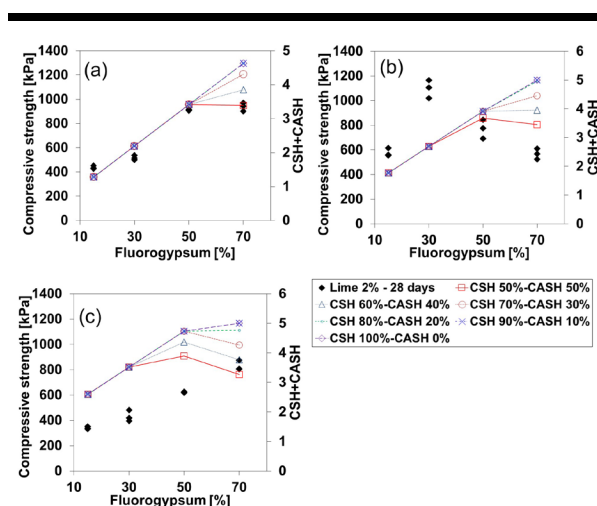 (a)
Compressive strength [kPa]
1400
1200
1000
800
600
400
200
0
10 30 50 70
Fluorogypsum [%]
5
4
3
2
1
0
CSH+CASH
(b)
Compressive strength [kPa]
1400
1200
1000
800
600
400
200
0
10 30 50 70
Fluorogypsum [%]
6
5
4
3
2
1
0
CSH+CASH
(c)
Compressive strength [kPa]
1400
1200
1000
800
600
400
200
0
10 30 50 70
Fluorogypsum [%]
6
5
4
3
2
1
0
CSH+CASH
Lime 2% - 28 days CSH 50%-CASH 50%
CSH 60%-CASH 40% CSH 70%-CASH 30%
CSH 80%-CASH 20% CSH 90%-CASH 10%
CSH 100%-CASH 0%